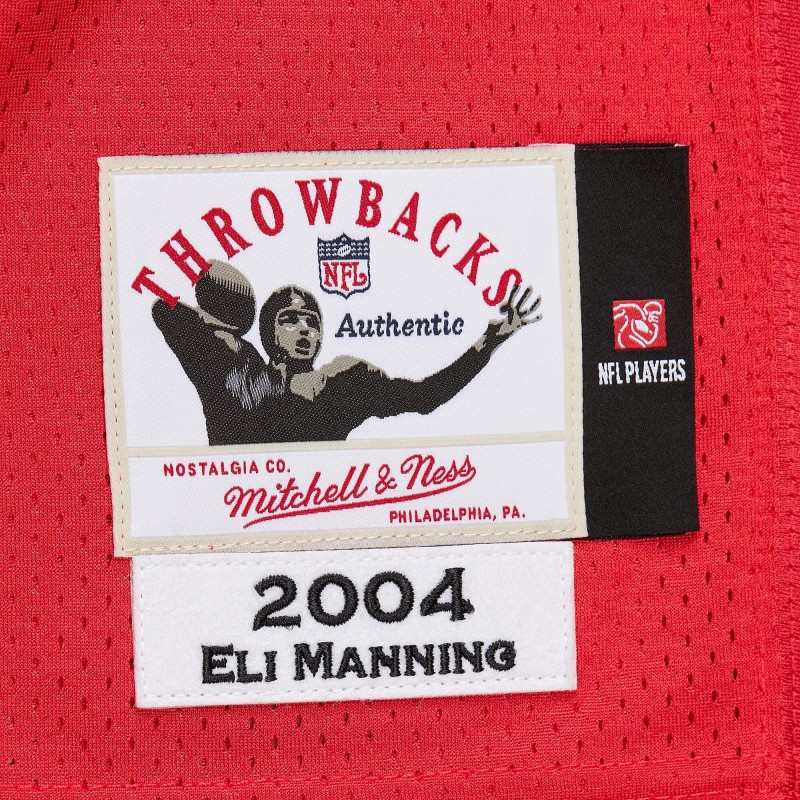 THROWBACKS
NFL
Authentic
NFL PLAYERS
NOSTALGIA CO.
Mitchell & Ness
PHILADELPHIA, PA.
2004
ELI MANNING